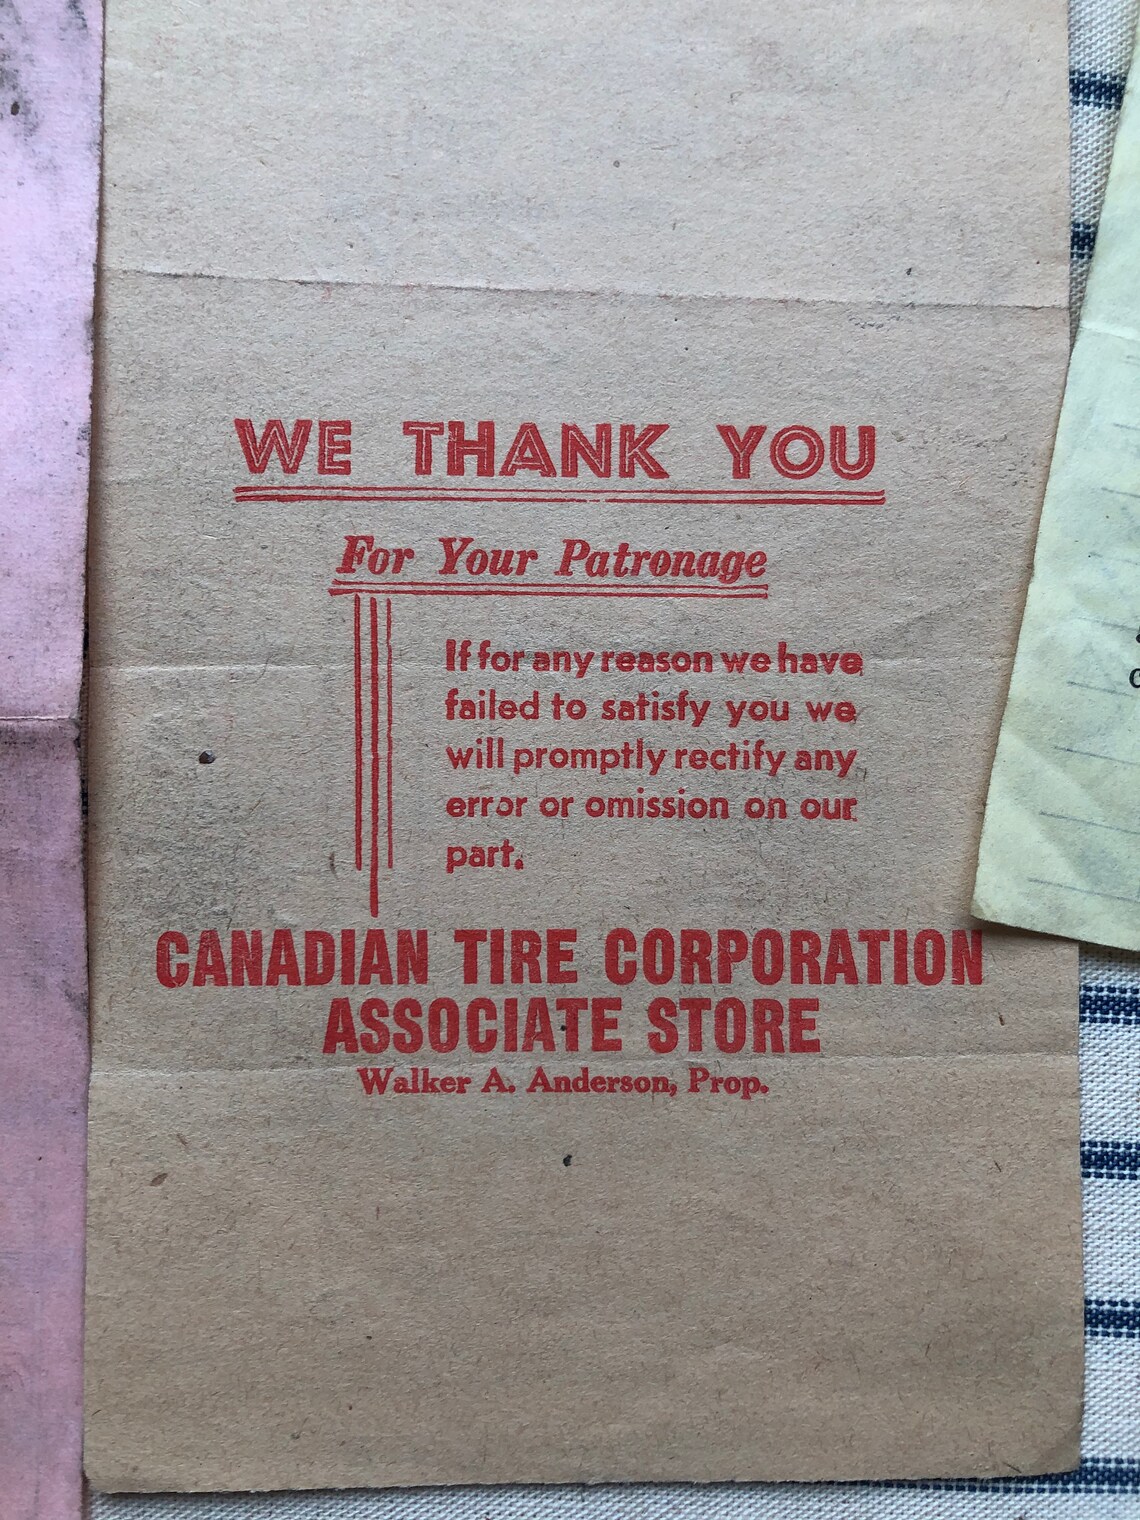 WE THANK YOU
For Your Patronage
If for any reason we have
failed to satisfy you we
will promptly rectify any
error or omission on our
part.
CANADIAN TIRE CORPORATION
ASSOCIATE STORE
Walker A. Anderson, Prop.